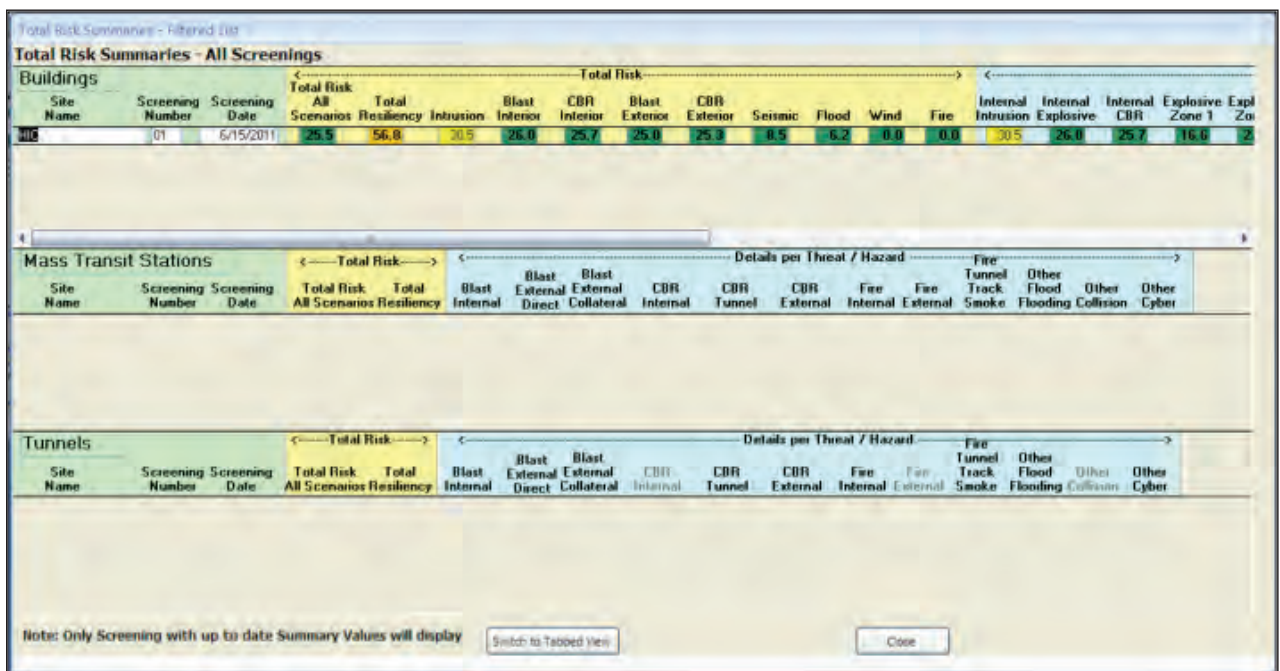 Total Risk Summaries - Filtered List
Total Risk Summaries - All Screenings
Buildings
<---Total Risk--->
<---
Site Name
Screening Number
Screening Date
Total Risk All Scenarios
Total Resiliency
Intrusion
Blast Interior
CBR Interior
Blast Exterior
CBR Exterior
Seismic
Flood
Wind
Fire
Internal Intrusion
Internal Explosive
Internal CBR
Explosive Zone 1
Expl Zo
HIC 01 6/15/2011 25.5 56.8 30.5 26.0 25.7 25.0 25.3 8.5 6.2 0.0 0.0 30.5 26.0 25.7 16.6 2
Mass Transit Stations
<---Total Risk--->
<---Details per Threat / Hazard--->
Site Name
Screening Number
Screening Date
Total Risk All Scenarios
Total Resiliency
Blast Internal
Blast External Direct
Blast External Collateral
CBR Internal
CBR Tunnel
CBR External
Fire Internal
Fire External
Fire Tunnel Track Smoke
Other Flood Flooding
Other Collision
Other Cyber
Tunnels
<---Total Risk--->
<---Details per Threat / Hazard--->
Site Name
Screening Number
Screening Date
Total Risk All Scenarios
Total Resiliency
Blast Internal
Blast External Direct
Blast External Collateral
CBR Internal
CBR Tunnel
CBR External
Fire Internal
Fire External
Fire Tunnel Track Smoke
Other Flood Flooding
Other Collision
Other Cyber
Note: Only Screening with up to date Summary Values will display
Switch to Tabbed View
Close